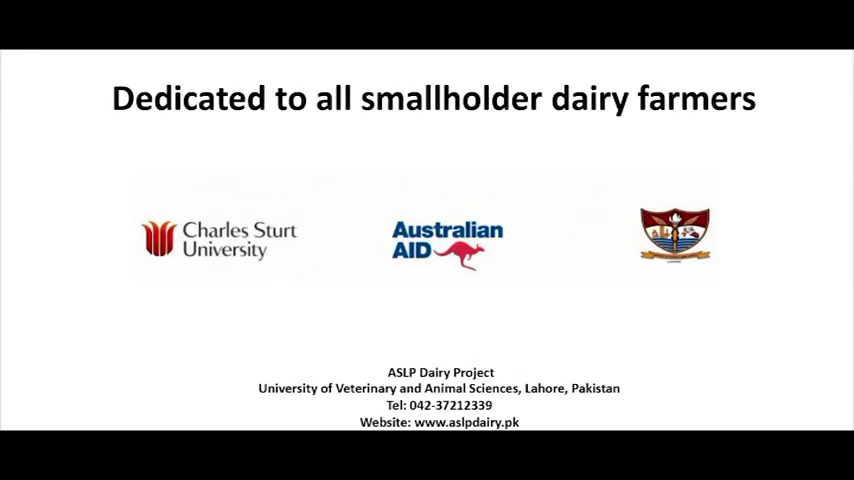 Dedicated to all smallholder dairy farmers
Charles Sturt
University
Australian
AID
ASLP Dairy Project
University of Veterinary and Animal Sciences, Lahore, Pakistan
Tel: 042-37212339
Website: www.aslpdairy.pk